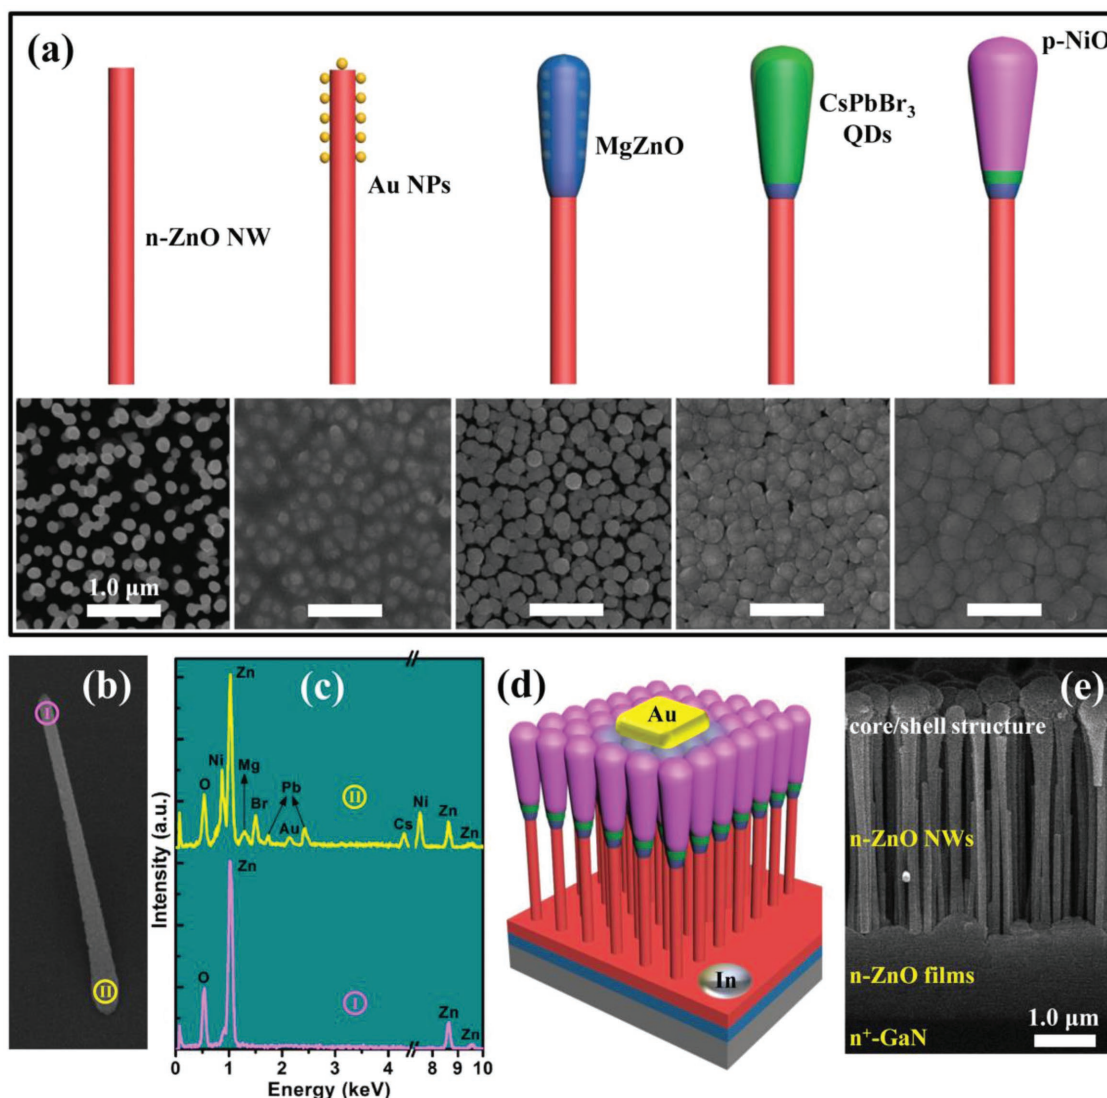 (a)
n-ZnO NW
Au NPs
MgZnO
CsPbBr₃
QDs
p-NiO
1.0 μm
(b)
I
II
(c)
Intensity (a.u.)
Zn
Ni
Mg
O
Br
Pb
Au
II
Cs
Ni
Zn
Zn
Zn
O
I
Zn
Zn
0
1
2
3
4
8
9
10
Energy (keV)
(d)
Au
In
(e)
core/shell structure
n-ZnO NWs
n-ZnO films
n⁺-GaN
1.0 μm